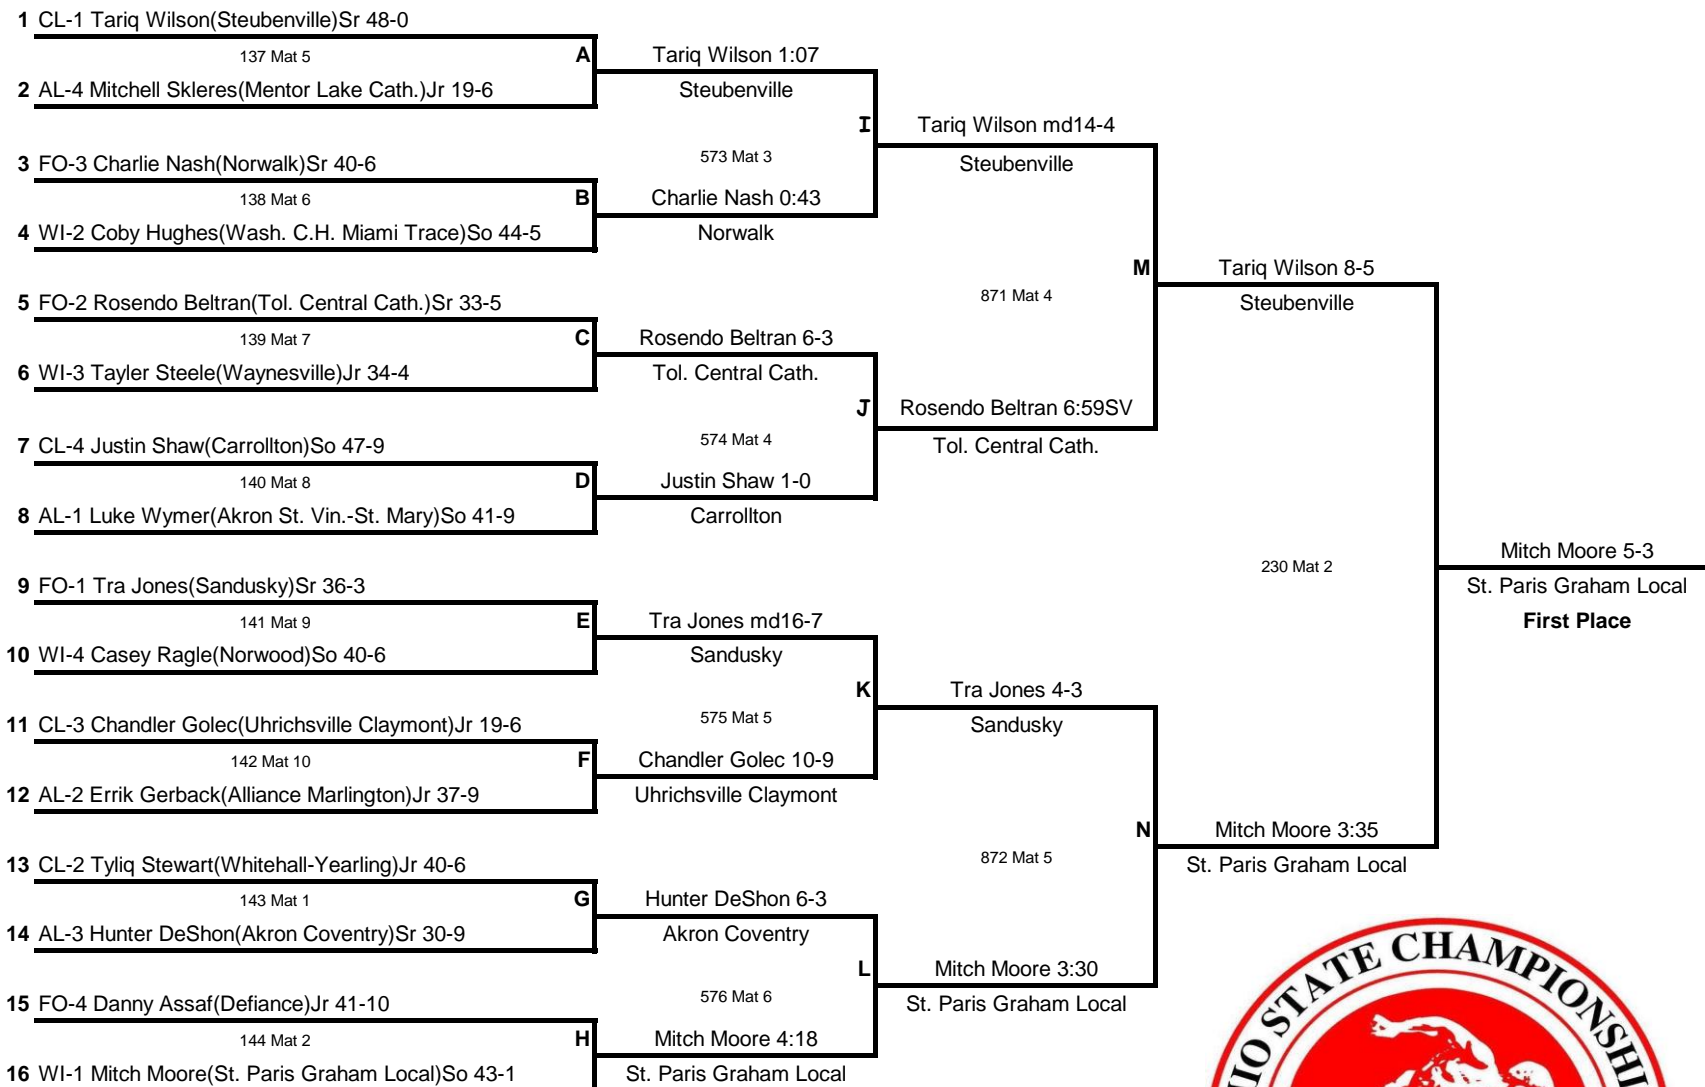 1 CL-1 Tariq Wilson(Steubenville)Sr 48-0
137 Mat 5
A
2 AL-4 Mitchell Skleres(Mentor Lake Cath.)Jr 19-6
Tariq Wilson 1:07
Steubenville
3 FO-3 Charlie Nash(Norwalk)Sr 40-6
138 Mat 6
B
4 WI-2 Coby Hughes(Wash. C.H. Miami Trace)So 44-5
573 Mat 3
I
Charlie Nash 0:43
Norwalk
Tariq Wilson md14-4
Steubenville
5 FO-2 Rosendo Beltran(Tol. Central Cath.)Sr 33-5
139 Mat 7
C
6 WI-3 Tayler Steele(Waynesville)Jr 34-4
Rosendo Beltran 6-3
Tol. Central Cath.
7 CL-4 Justin Shaw(Carrollton)So 47-9
140 Mat 8
D
8 AL-1 Luke Wymer(Akron St. Vin.-St. Mary)So 41-9
574 Mat 4
J
Justin Shaw 1-0
Carrollton
Rosendo Beltran 6:59SV
Tol. Central Cath.
871 Mat 4
M
Tariq Wilson 8-5
Steubenville
9 FO-1 Tra Jones(Sandusky)Sr 36-3
141 Mat 9
E
10 WI-4 Casey Ragle(Norwood)So 40-6
Tra Jones md16-7
Sandusky
11 CL-3 Chandler Golec(Uhrichsville Claymont)Jr 19-6
142 Mat 10
F
12 AL-2 Errik Gerback(Alliance Marlington)Jr 37-9
575 Mat 5
K
Chandler Golec 10-9
Uhrichsville Claymont
Tra Jones 4-3
Sandusky
13 CL-2 Tyliq Stewart(Whitehall-Yearling)Jr 40-6
143 Mat 1
G
14 AL-3 Hunter DeShon(Akron Coventry)Sr 30-9
Hunter DeShon 6-3
Akron Coventry
15 FO-4 Danny Assaf(Defiance)Jr 41-10
144 Mat 2
H
16 WI-1 Mitch Moore(St. Paris Graham Local)So 43-1
576 Mat 6
L
Mitch Moore 4:18
St. Paris Graham Local
Mitch Moore 3:30
St. Paris Graham Local
872 Mat 5
N
Mitch Moore 3:35
St. Paris Graham Local
230 Mat 2
Mitch Moore 5-3
St. Paris Graham Local
First Place
STATE CHAMPIONSHI